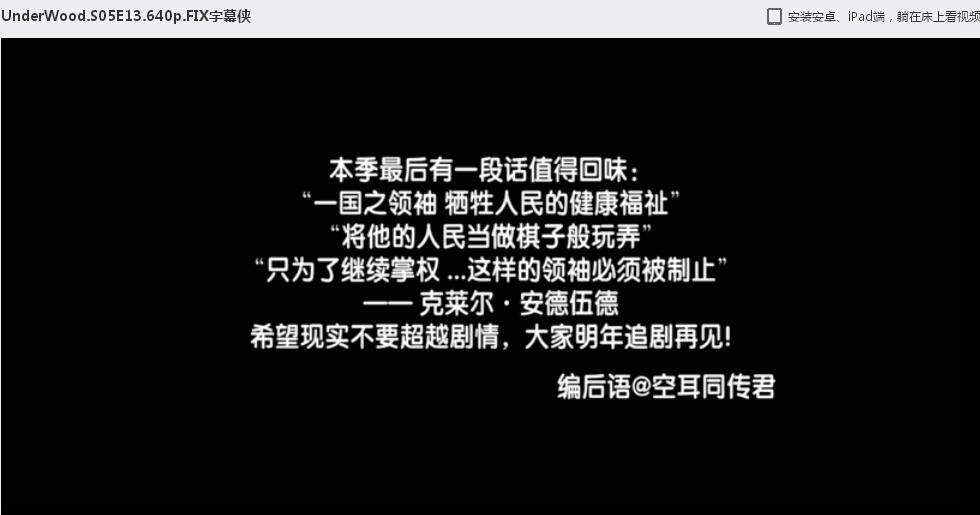 UnderWood.S05E13.640p.FIX字幕侠
安装安卓、iPad端，躺在床上看视频
本季最后有一段话值得回味：
“一国之领袖 牺牲人民的健康福祉”
“将他的人民当做棋子般玩弄”
“只为了继续掌权 ...这样的领袖必须被制止”
—— 克莱尔·安德伍德
希望现实不要超越剧情，大家明年追剧再见!
编后语@空耳同传君